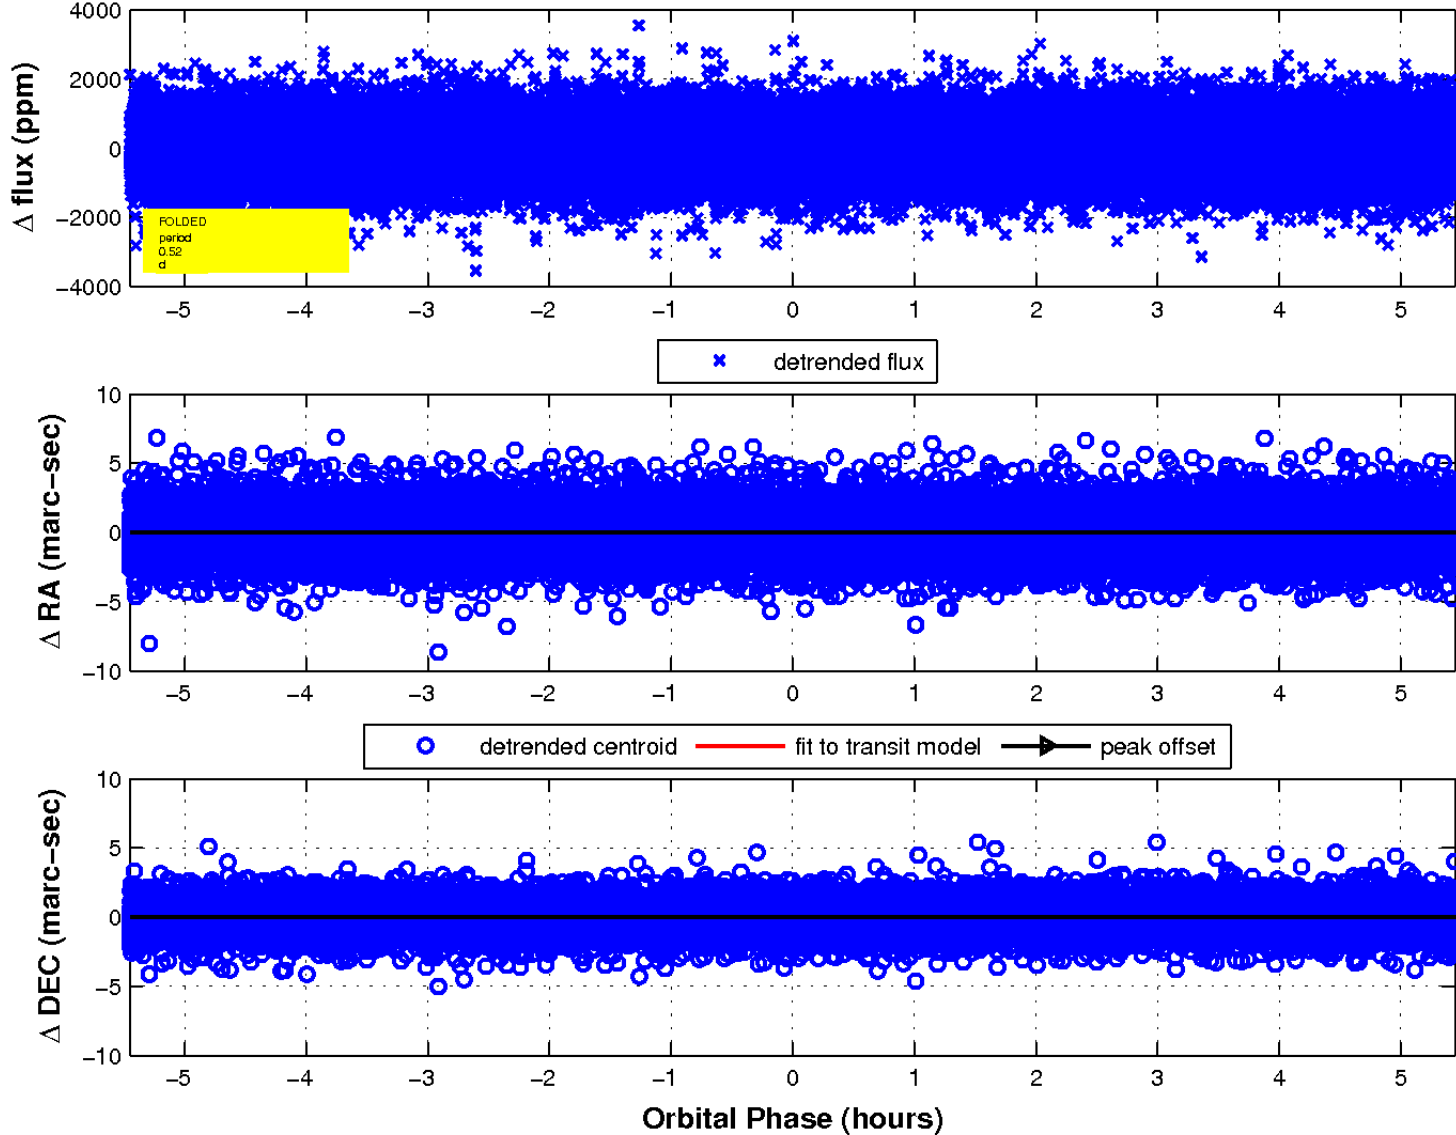 4000
2000
0
−2000
−4000
Δ flux (ppm)
FOLDED
period
0.52
d
−5 −4 −3 −2 −1 0 1 2 3 4 5
detrended flux
10
5
0
−5
−10
Δ RA (marc−sec)
−5 −4 −3 −2 −1 0 1 2 3 4 5
detrended centroid fit to transit model peak offset
10
5
0
−5
−10
Δ DEC (marc−sec)
−5 −4 −3 −2 −1 0 1 2 3 4 5
Orbital Phase (hours)